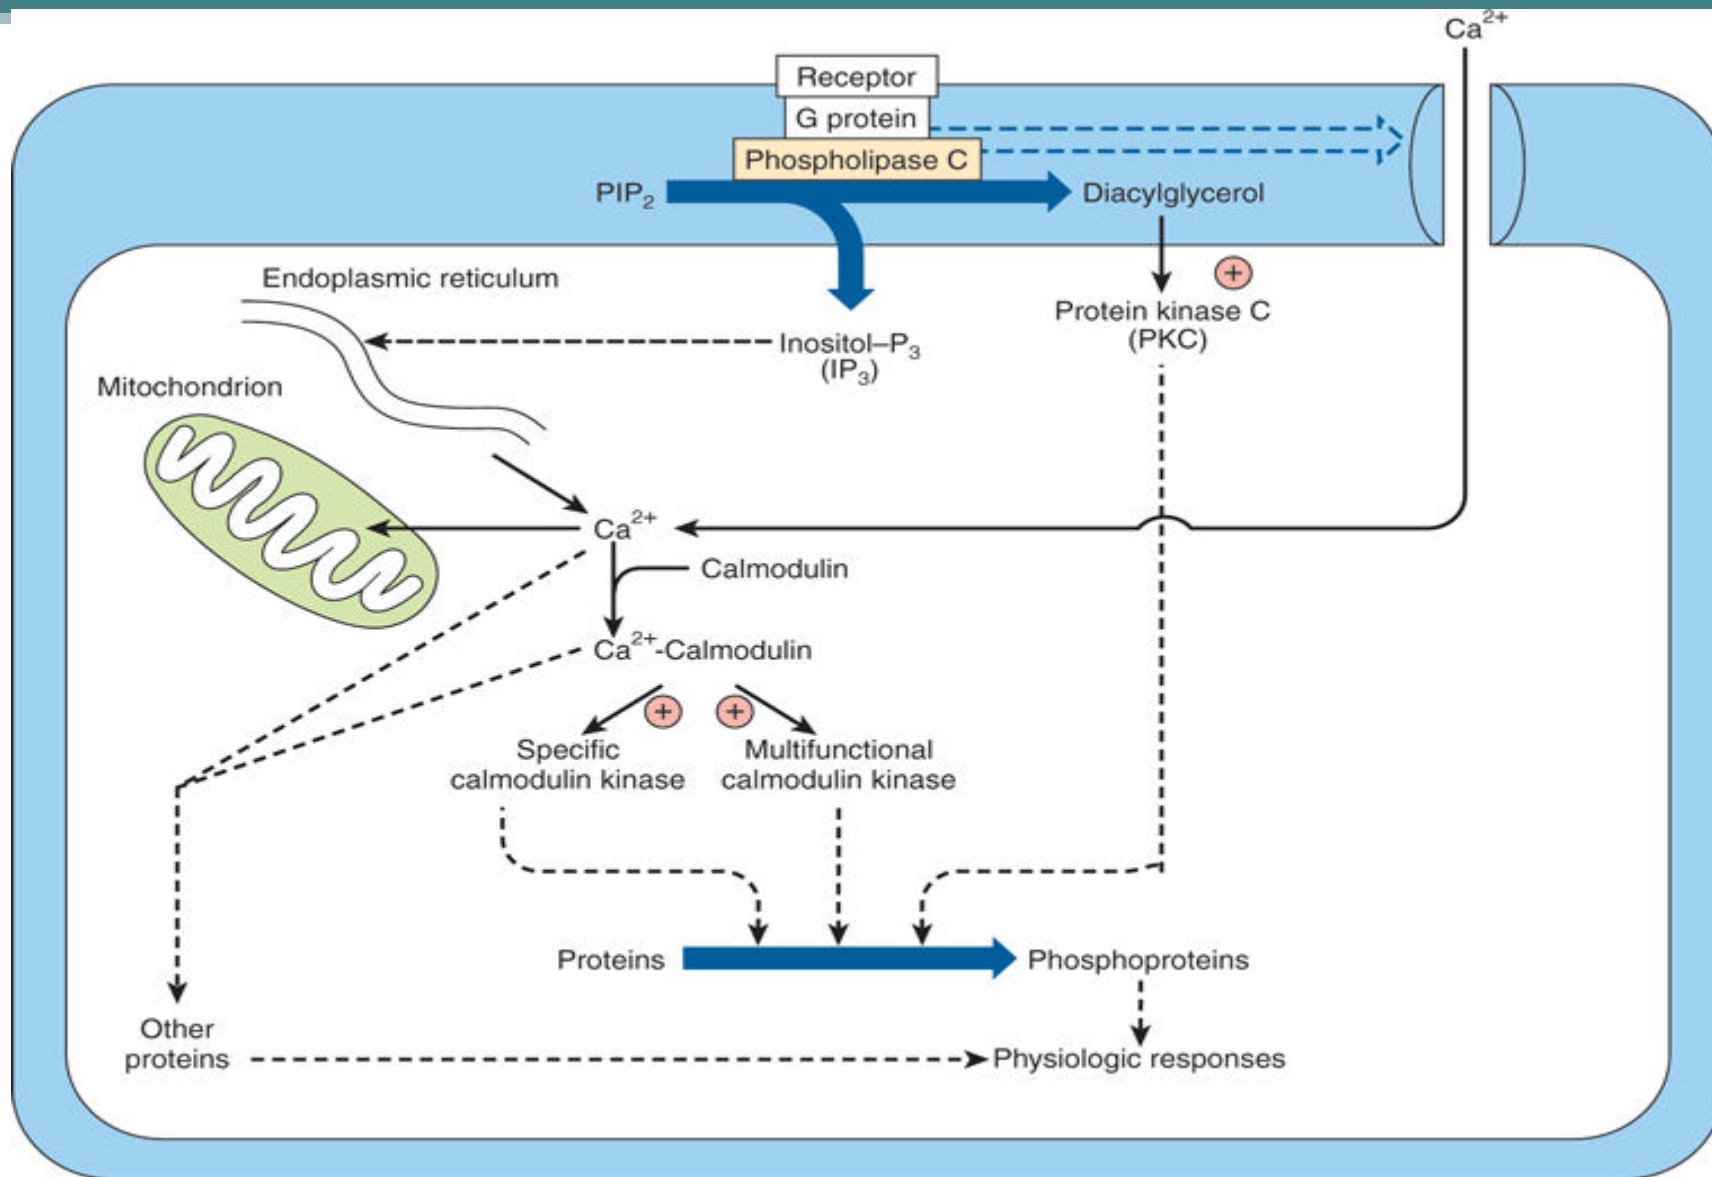 Ca²⁺
Receptor
G protein
Phospholipase C
PIP₂
Diacylglycerol
Endoplasmic reticulum
+
Protein kinase C
(PKC)
Inositol–P₃
(IP₃)
Mitochondrion
Ca²⁺
Calmodulin
Ca²⁺-Calmodulin
+ +
Specific
calmodulin kinase
Multifunctional
calmodulin kinase
Proteins
Phosphoproteins
Other
proteins
Physiologic responses